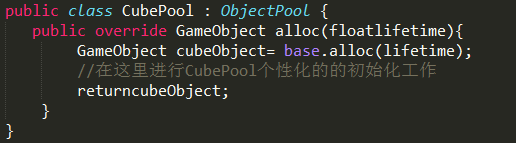 public class CubePool : ObjectPool {
public override GameObject alloc(floatlifetime){
GameObject cubeObject= base.alloc(lifetime);
//在这里进行CubePool个性化的的初始化工作
returncubeObject;
}
}